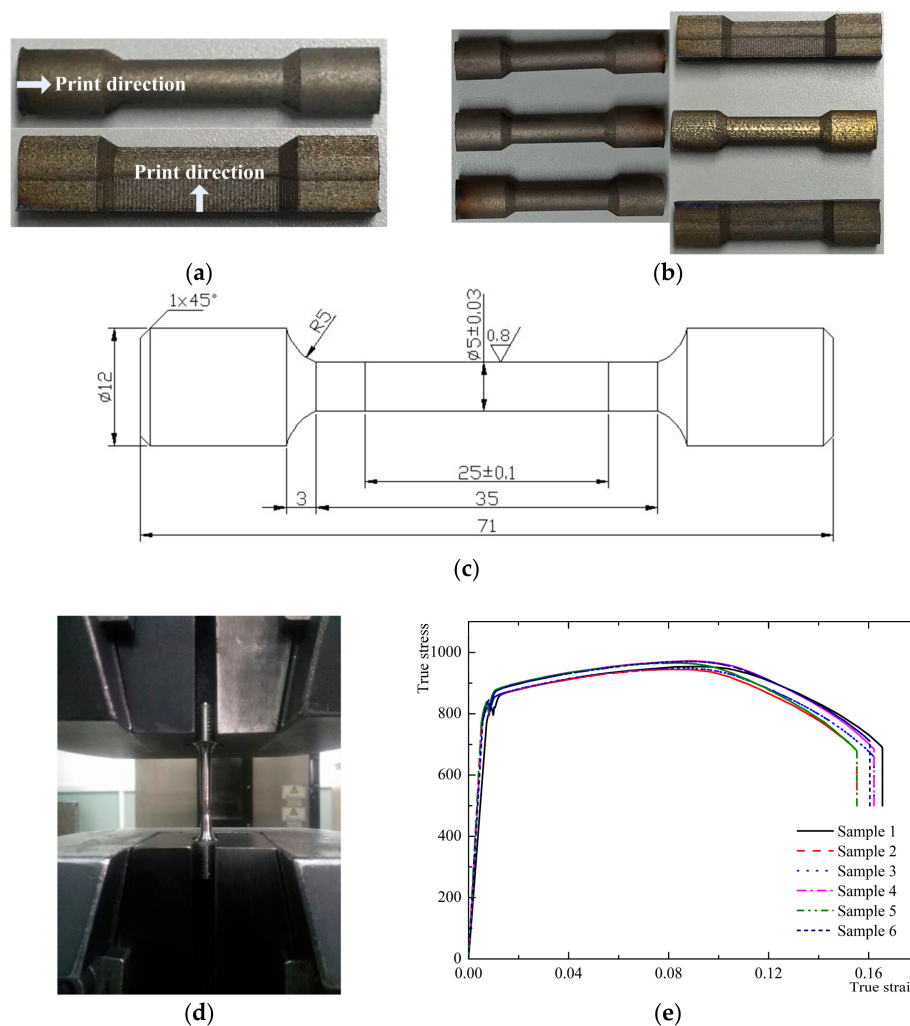 Print direction
Print direction
(a)
(b)
1×45°
R5
Ø5±0.03
0.8
Ø12
25±0.1
3
35
71
(c)
(d)
True stress
1000
800
600
400
200
0
Sample 1
Sample 2
Sample 3
Sample 4
Sample 5
Sample 6
0.00
0.04
0.08
0.12
0.16
True strai
(e)